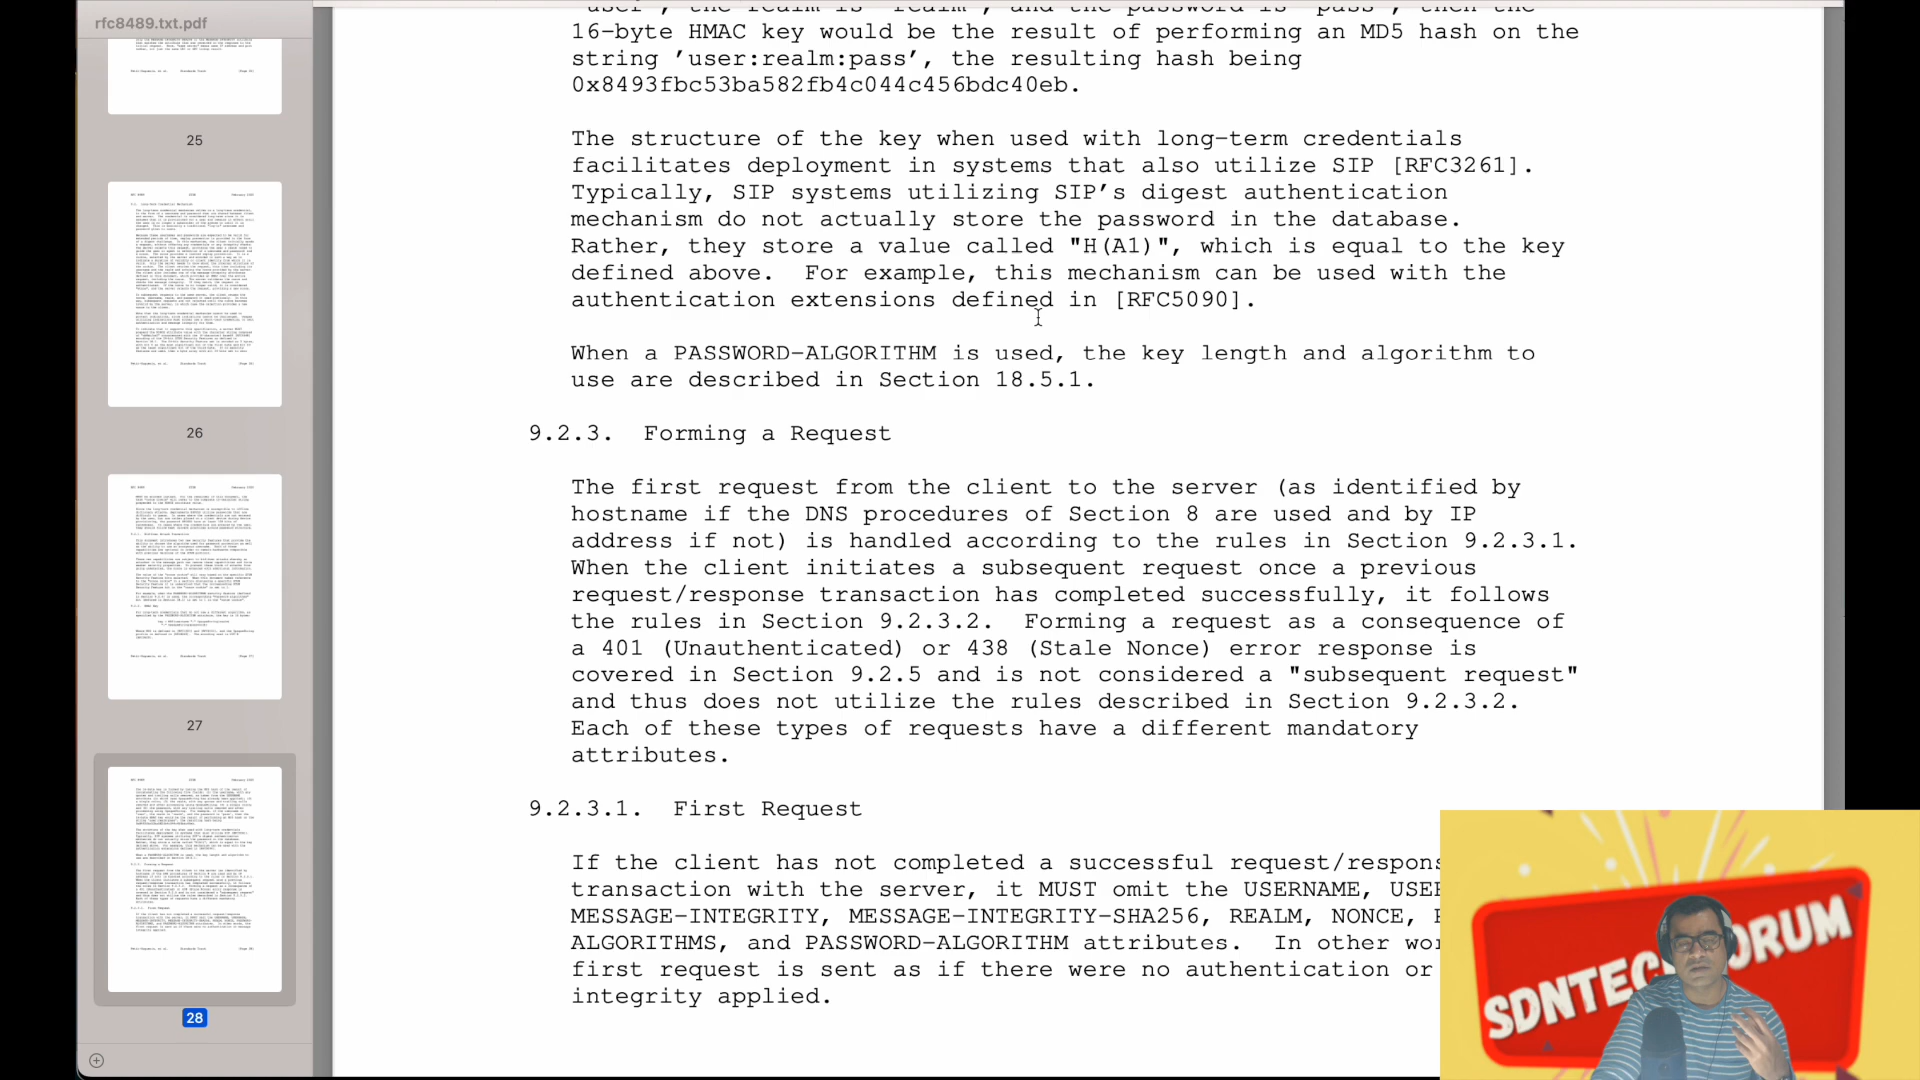 rfc8489.txt.pdf
25
26
27
28
"user", the realm is "realm", and the password is "pass", then the
16-byte HMAC key would be the result of performing an MD5 hash on the
string 'user:realm:pass', the resulting hash being
0x8493fbc53ba582fb4c044c456bdc40eb.
The structure of the key when used with long-term credentials
facilitates deployment in systems that also utilize SIP [RFC3261].
Typically, SIP systems utilizing SIP's digest authentication
mechanism do not actually store the password in the database.
Rather, they store a value called "H(A1)", which is equal to the key
defined above.  For example, this mechanism can be used with the
authentication extensions defined in [RFC5090].
When a PASSWORD-ALGORITHM is used, the key length and algorithm to
use are described in Section 18.5.1.
9.2.3.  Forming a Request
The first request from the client to the server (as identified by
hostname if the DNS procedures of Section 8 are used and by IP
address if not) is handled according to the rules in Section 9.2.3.1.
When the client initiates a subsequent request once a previous
request/response transaction has completed successfully, it follows
the rules in Section 9.2.3.2.  Forming a request as a consequence of
a 401 (Unauthenticated) or 438 (Stale Nonce) error response is
covered in Section 9.2.5 and is not considered a "subsequent request"
and thus does not utilize the rules described in Section 9.2.3.2.
Each of these types of requests have a different mandatory
attributes.
9.2.3.1.  First Request
If the client has not completed a successful request/respons
transaction with the server, it MUST omit the USERNAME, USE
MESSAGE-INTEGRITY, MESSAGE-INTEGRITY-SHA256, REALM, NONCE,
ALGORITHMS, and PASSWORD-ALGORITHM attributes.  In other wo
first request is sent as if there were no authentication or
integrity applied.
SDNTEC ORUM